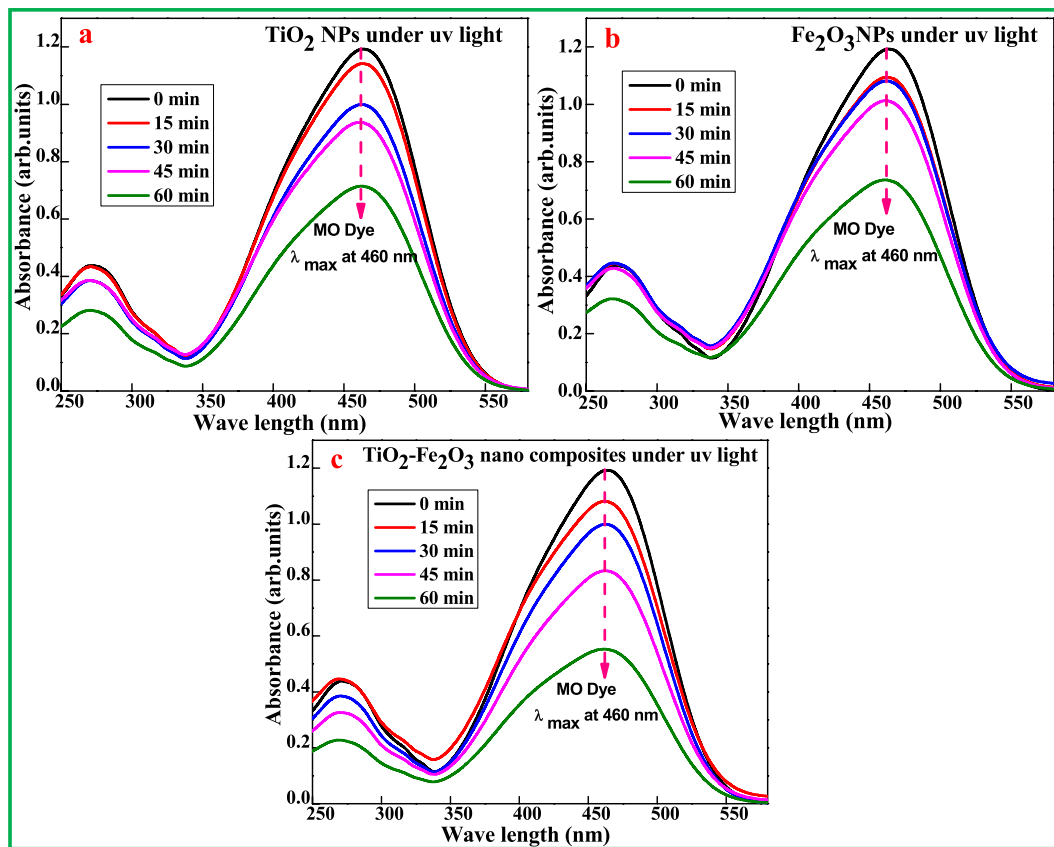 a
TiO2 NPs under uv light
0 min
15 min
30 min
45 min
60 min
MO Dye
λ max at 460 nm
Absorbance (arb.units)
1.2
1.0
0.8
0.6
0.4
0.2
0.0
250 300 350 400 450 500 550
Wave length (nm)
b
Fe2O3NPs under uv light
0 min
15 min
30 min
45 min
60 min
MO Dye
λ max at 460 nm
Absorbance (arb.units)
1.2
1.0
0.8
0.6
0.4
0.2
0.0
250 300 350 400 450 500 550
Wave length (nm)
c
TiO2-Fe2O3 nano composites under uv light
0 min
15 min
30 min
45 min
60 min
MO Dye
λ max at 460 nm
Absorbance (arb.units)
1.2
1.0
0.8
0.6
0.4
0.2
0.0
250 300 350 400 450 500 550
Wave length (nm)